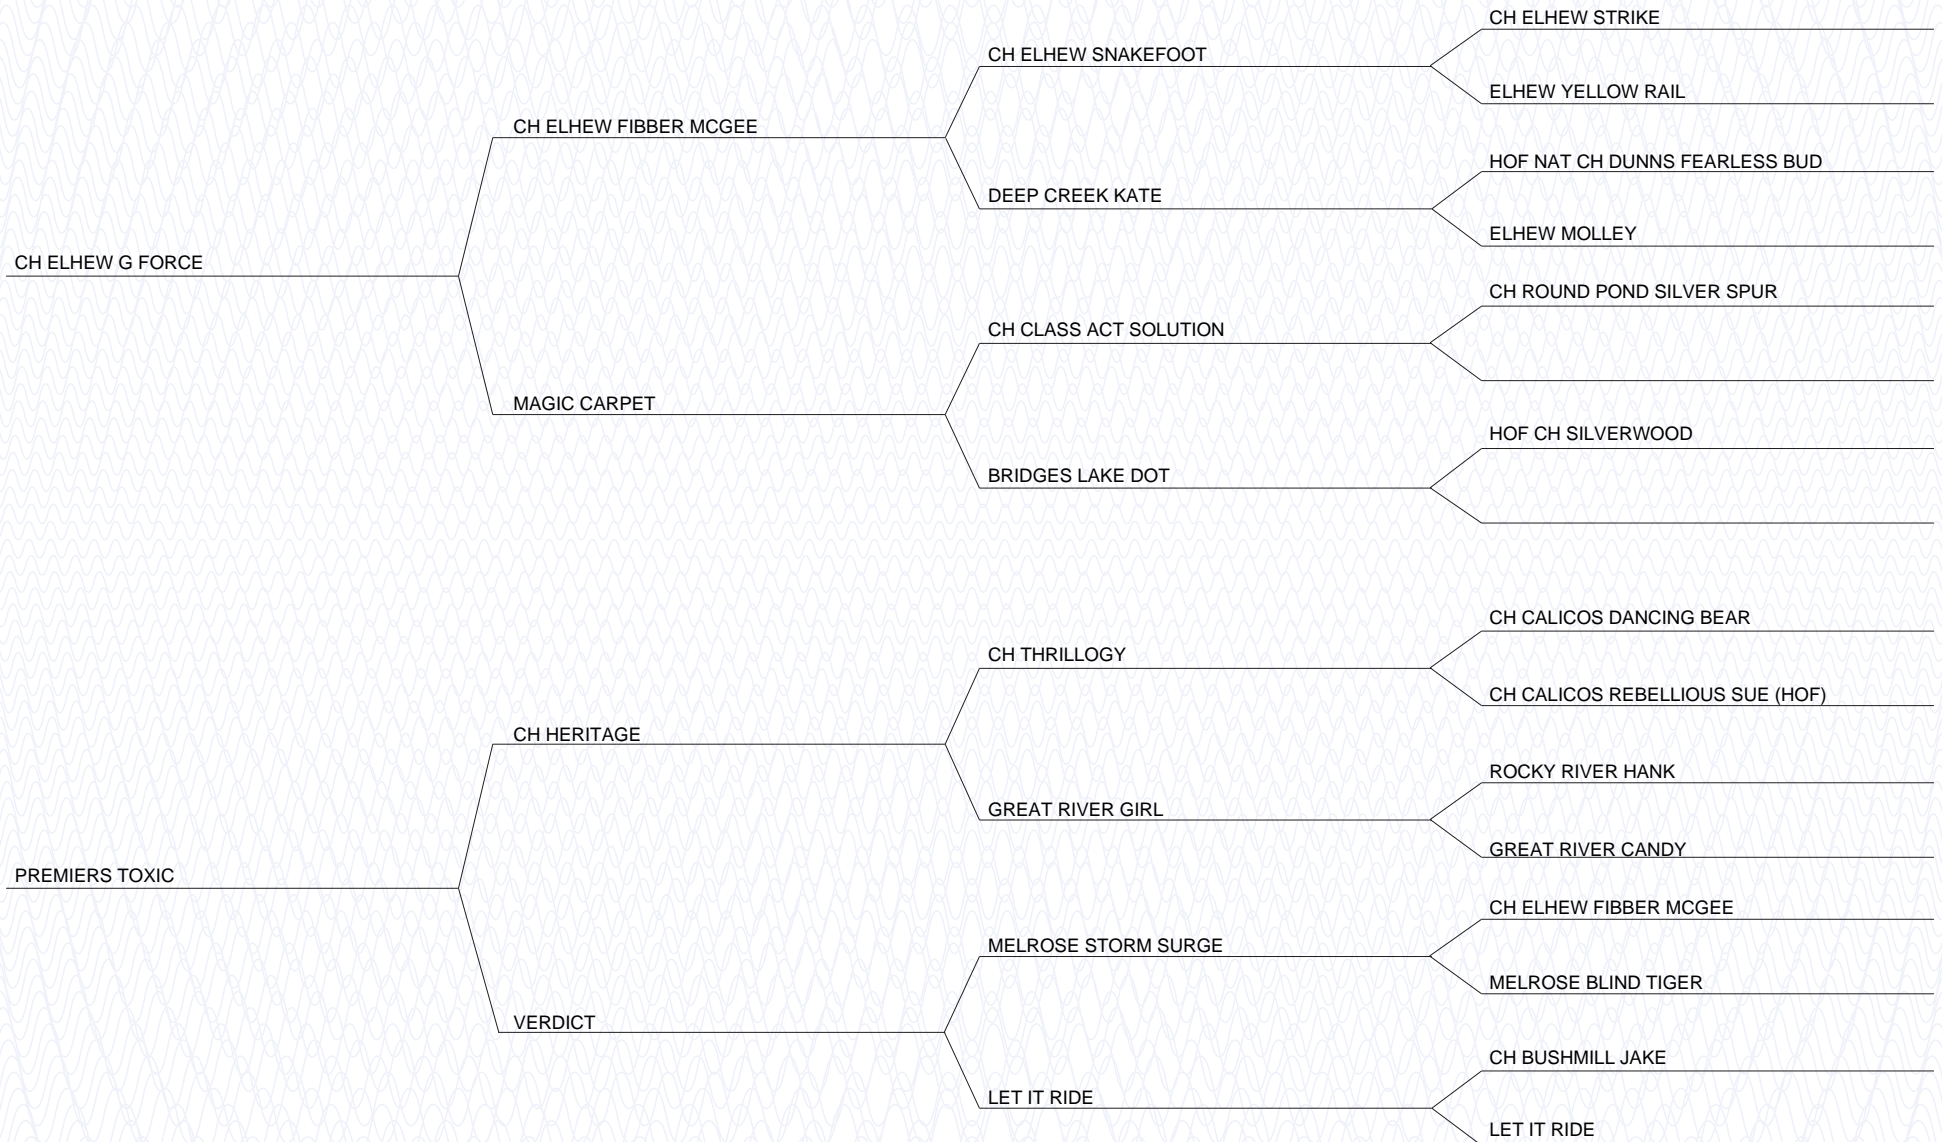 CH ELHEW G FORCE
CH ELHEW FIBBER MCGEE
CH ELHEW SNAKEFOOT
CH ELHEW STRIKE
ELHEW YELLOW RAIL
DEEP CREEK KATE
HOF NAT CH DUNNS FEARLESS BUD
ELHEW MOLLEY
MAGIC CARPET
CH CLASS ACT SOLUTION
CH ROUND POND SILVER SPUR
BRIDGES LAKE DOT
HOF CH SILVERWOOD
PREMIERS TOXIC
CH HERITAGE
CH THRILLOGY
CH CALICOS DANCING BEAR
CH CALICOS REBELLIOUS SUE (HOF)
GREAT RIVER GIRL
ROCKY RIVER HANK
GREAT RIVER CANDY
VERDICT
MELROSE STORM SURGE
CH ELHEW FIBBER MCGEE
MELROSE BLIND TIGER
LET IT RIDE
CH BUSHMILL JAKE
LET IT RIDE